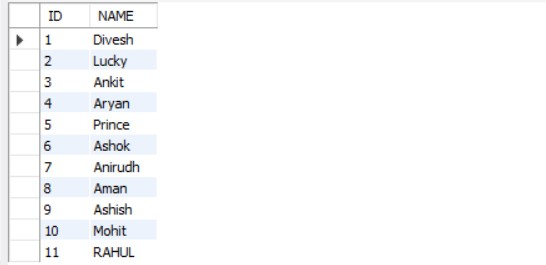 ID NAME
1 Divesh
2 Lucky
3 Ankit
4 Aryan
5 Prince
6 Ashok
7 Anirudh
8 Aman
9 Ashish
10 Mohit
11 RAHUL